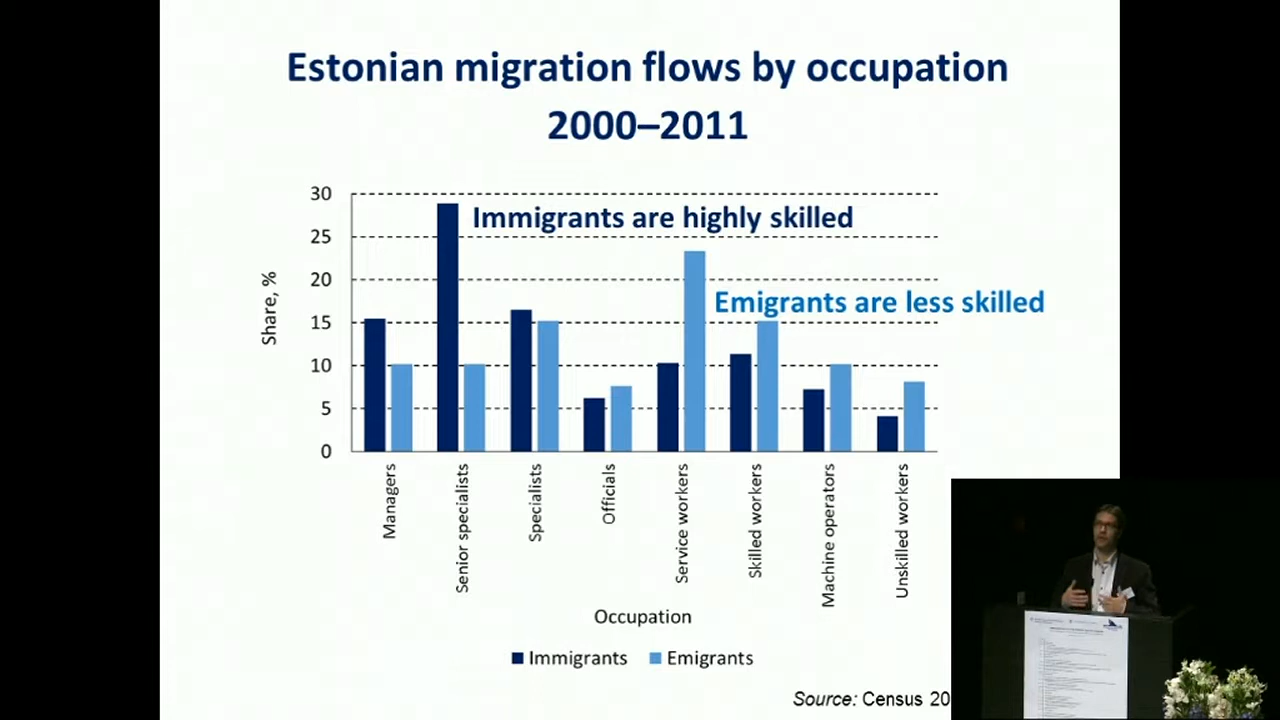 Estonian migration flows by occupation
2000–2011
30
25
20
15
10
5
0
Share, %
Immigrants are highly skilled
Emigrants are less skilled
Managers
Senior specialists
Specialists
Officials
Service workers
Skilled workers
Machine operators
Unskilled workers
Occupation
Immigrants
Emigrants
Source: Census 20